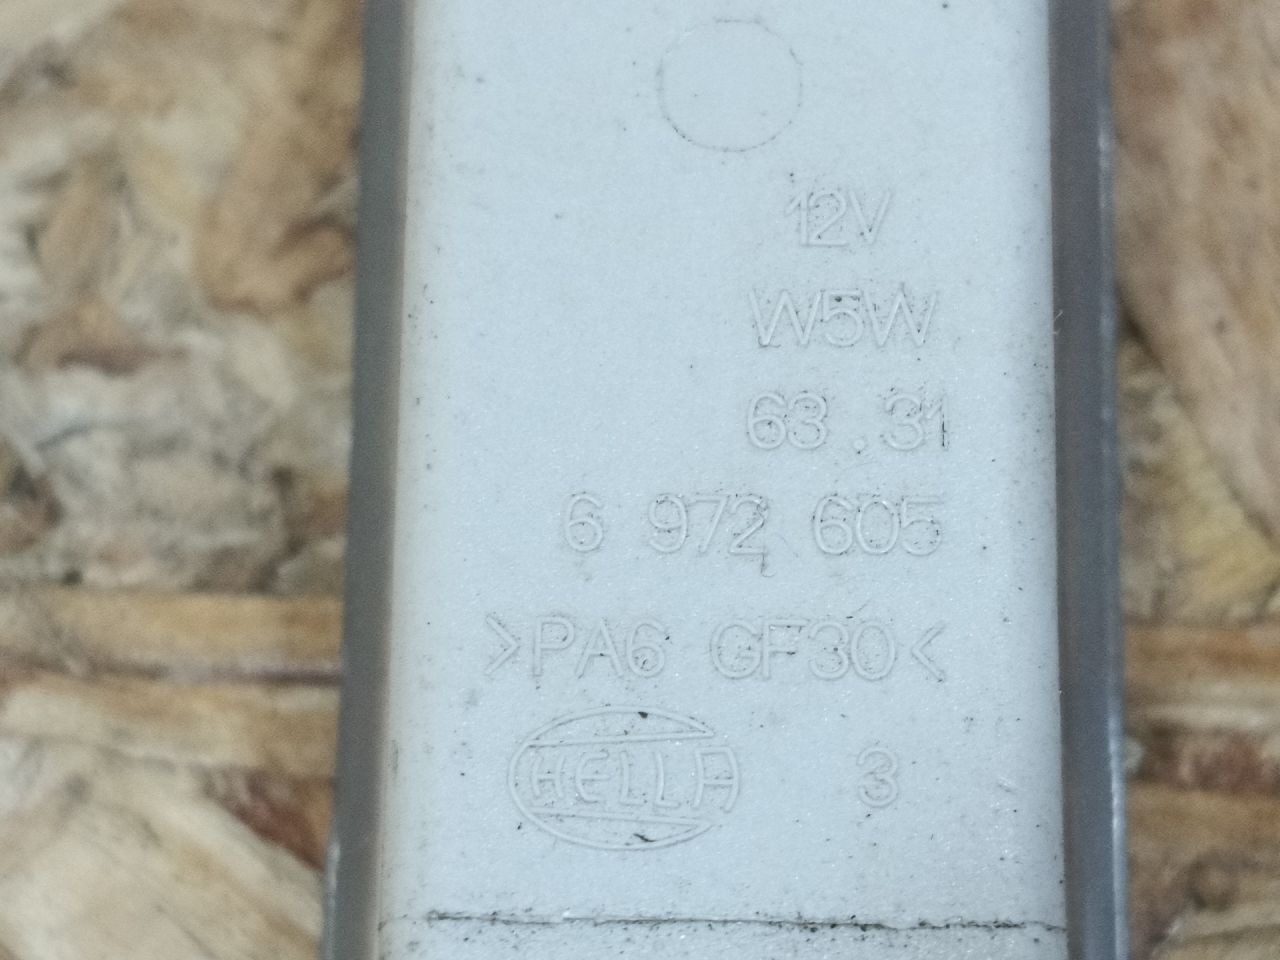 12V
W5W
63.31
6 972 605
>PA6 GF30<
HELLA 3